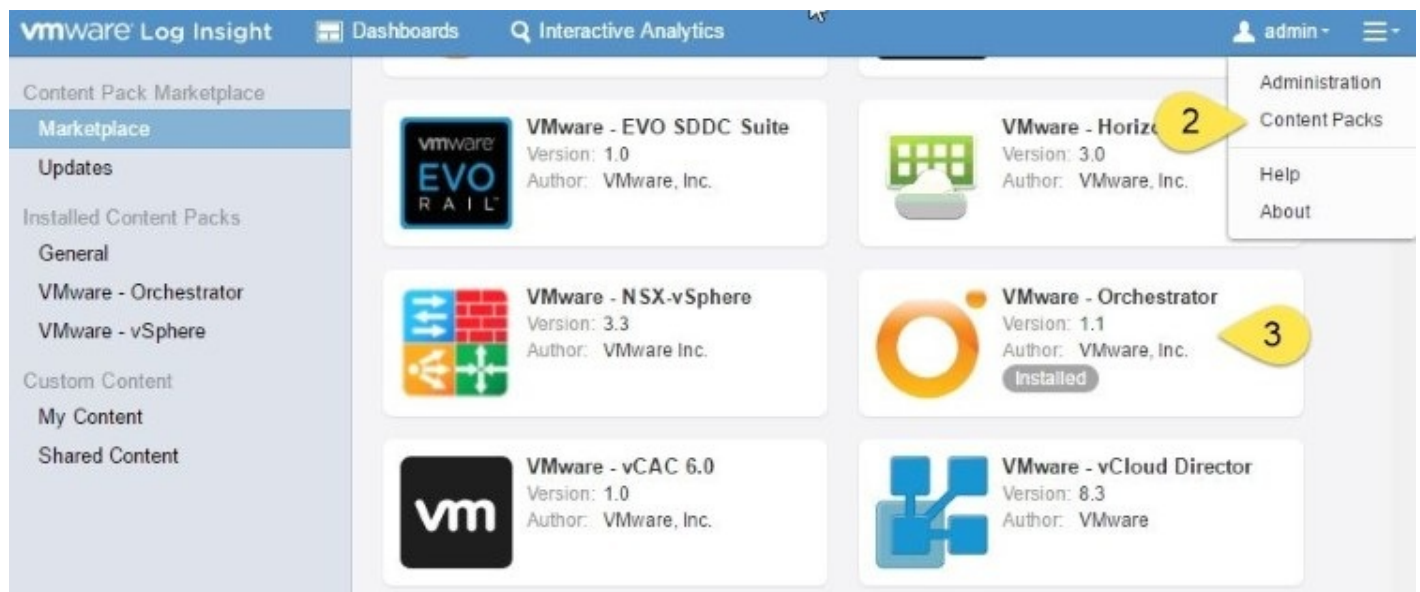 vmware Log Insight
Dashboards
Interactive Analytics
admin
Administration
Content Packs
Help
About
2
Content Pack Marketplace
Marketplace
Updates
Installed Content Packs
General
VMware - Orchestrator
VMware - vSphere
Custom Content
My Content
Shared Content
vmware
EVO
RAIL
VMware - EVO SDDC Suite
Version: 1.0
Author: VMware, Inc.
VMware - Horizo
Version: 3.0
Author: VMware, Inc.
VMware - NSX-vSphere
Version: 3.3
Author: VMware Inc.
VMware - Orchestrator
Version: 1.1
Author: VMware, Inc.
Installed
3
vm
VMware - vCAC 6.0
Version: 1.0
Author: VMware, Inc.
VMware - vCloud Director
Version: 8.3
Author: VMware